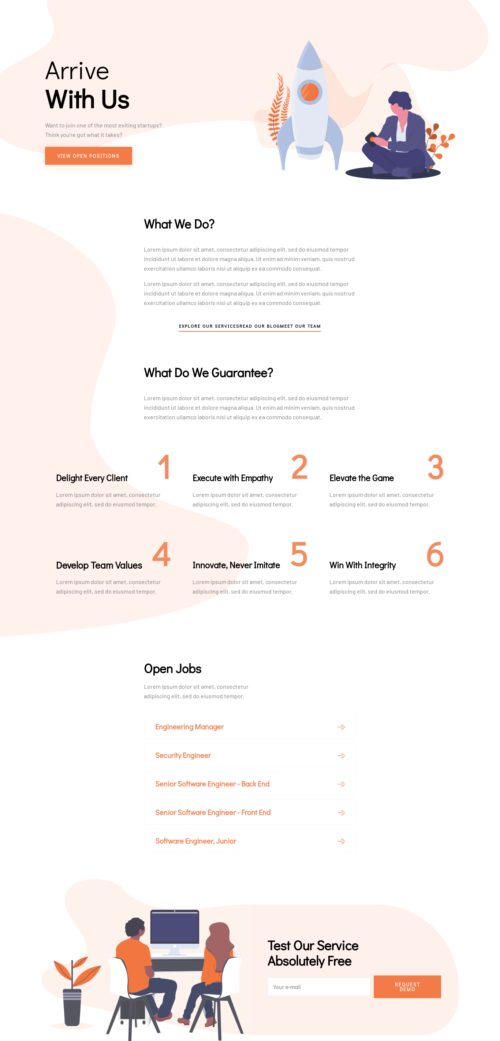 Arrive
With Us
Want to join one of the most exiting startups?
Think you're got what it takes?
VIEW OPEN POSITIONS
What We Do?
Lorem ipsum dolor sit amet, consectetur adipiscing elit, sed do eiusmod tempor
incididunt ut labore et dolore magna aliqua. Ut enim ad minim veniam, quis nostrud
exercitation ullamco laboris nisi ut aliquip ex ea commodo consequat.
Lorem ipsum dolor sit amet, consectetur adipiscing elit, sed do eiusmod tempor
incididunt ut labore et dolore magna aliqua. Ut enim ad minim veniam, quis nostrud
exercitation ullamco laboris nisi ut aliquip ex ea commodo consequat.
EXPLORE OUR SERVICESREAD OUR BLOGMEET OUR TEAM
What Do We Guarantee?
Lorem ipsum dolor sit amet, consectetur adipiscing elit, sed do eiusmod tempor
incididunt ut labore et dolore magna aliqua. Ut enim ad minim veniam, quis nostrud
exercitation ullamco laboris nisi ut aliquip ex ea commodo consequat.
1
Delight Every Client
Lorem ipsum dolor sit amet, consectetur
adipiscing elit, sed do eiusmod tempor.
2
Execute with Empathy
Lorem ipsum dolor sit amet, consectetur
adipiscing elit, sed do eiusmod tempor.
3
Elevate the Game
Lorem ipsum dolor sit amet, consectetur
adipiscing elit, sed do eiusmod tempor.
4
Develop Team Values
Lorem ipsum dolor sit amet, consectetur
adipiscing elit, sed do eiusmod tempor.
5
Innovate, Never Imitate
Lorem ipsum dolor sit amet, consectetur
adipiscing elit, sed do eiusmod tempor.
6
Win With Integrity
Lorem ipsum dolor sit amet, consectetur
adipiscing elit, sed do eiusmod tempor.
Open Jobs
Lorem ipsum dolor sit amet, consectetur
adipiscing elit, sed do eiusmod tempor.
Engineering Manager
Security Engineer
Senior Software Engineer - Back End
Senior Software Engineer - Front End
Software Engineer, Junior
Test Our Service
Absolutely Free
Your e-mail
REQUEST
DEMO